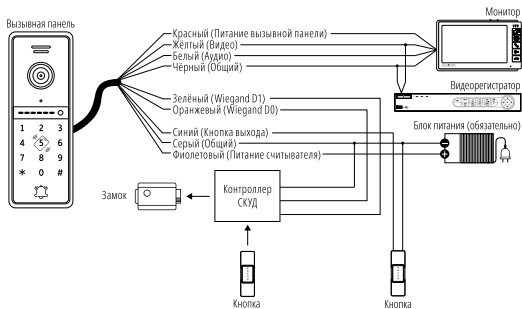 Вызывная панель
Монитор
Красный (Питание вызывной панели)
Жёлтый (Видео)
Белый (Аудио)
Чёрный (Общий)
Видеорегистратор
Зелёный (Wiegand D1)
Оранжевый (Wiegand D0)
Блок питания (обязательно)
Синий (Кнопка выхода)
Серый (Общий)
Фиолетовый (Питание считывателя)
1 2 3
4 5 6
7 8 9
* 0 #
Замок
Контроллер
СКУД
Кнопка
Кнопка